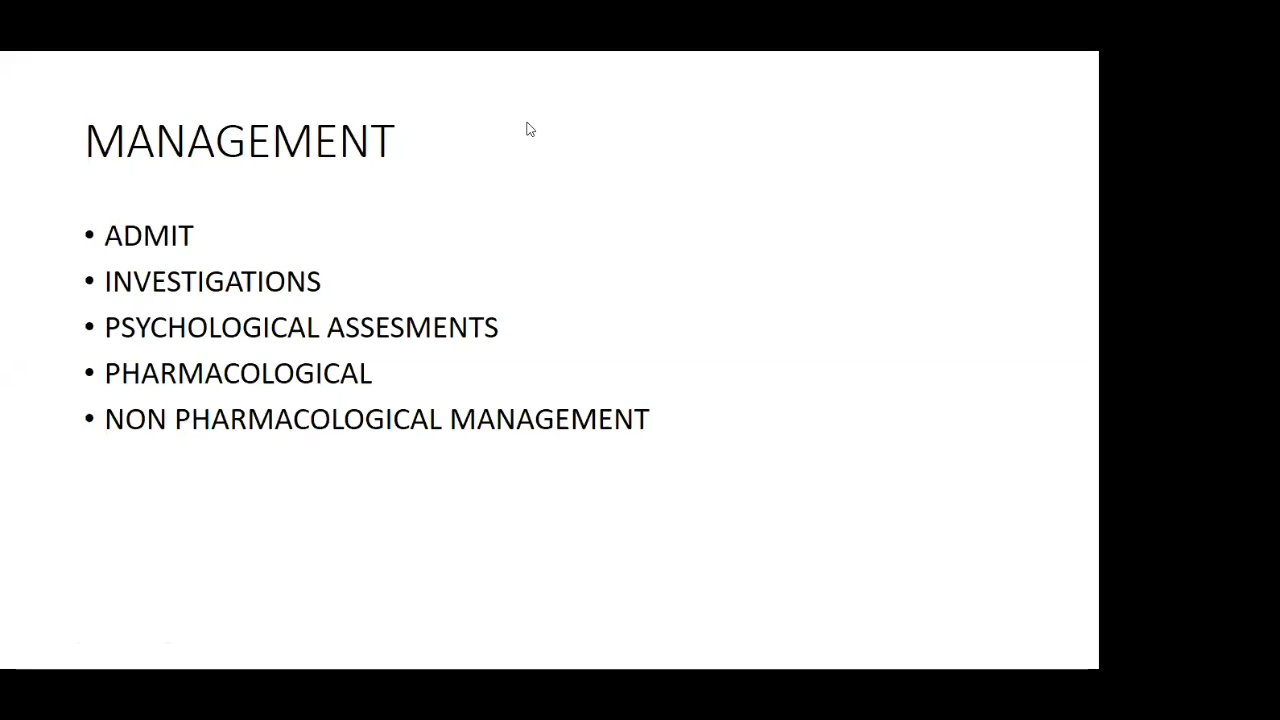 MANAGEMENT
• ADMIT
• INVESTIGATIONS
• PSYCHOLOGICAL ASSESMENTS
• PHARMACOLOGICAL
• NON PHARMACOLOGICAL MANAGEMENT